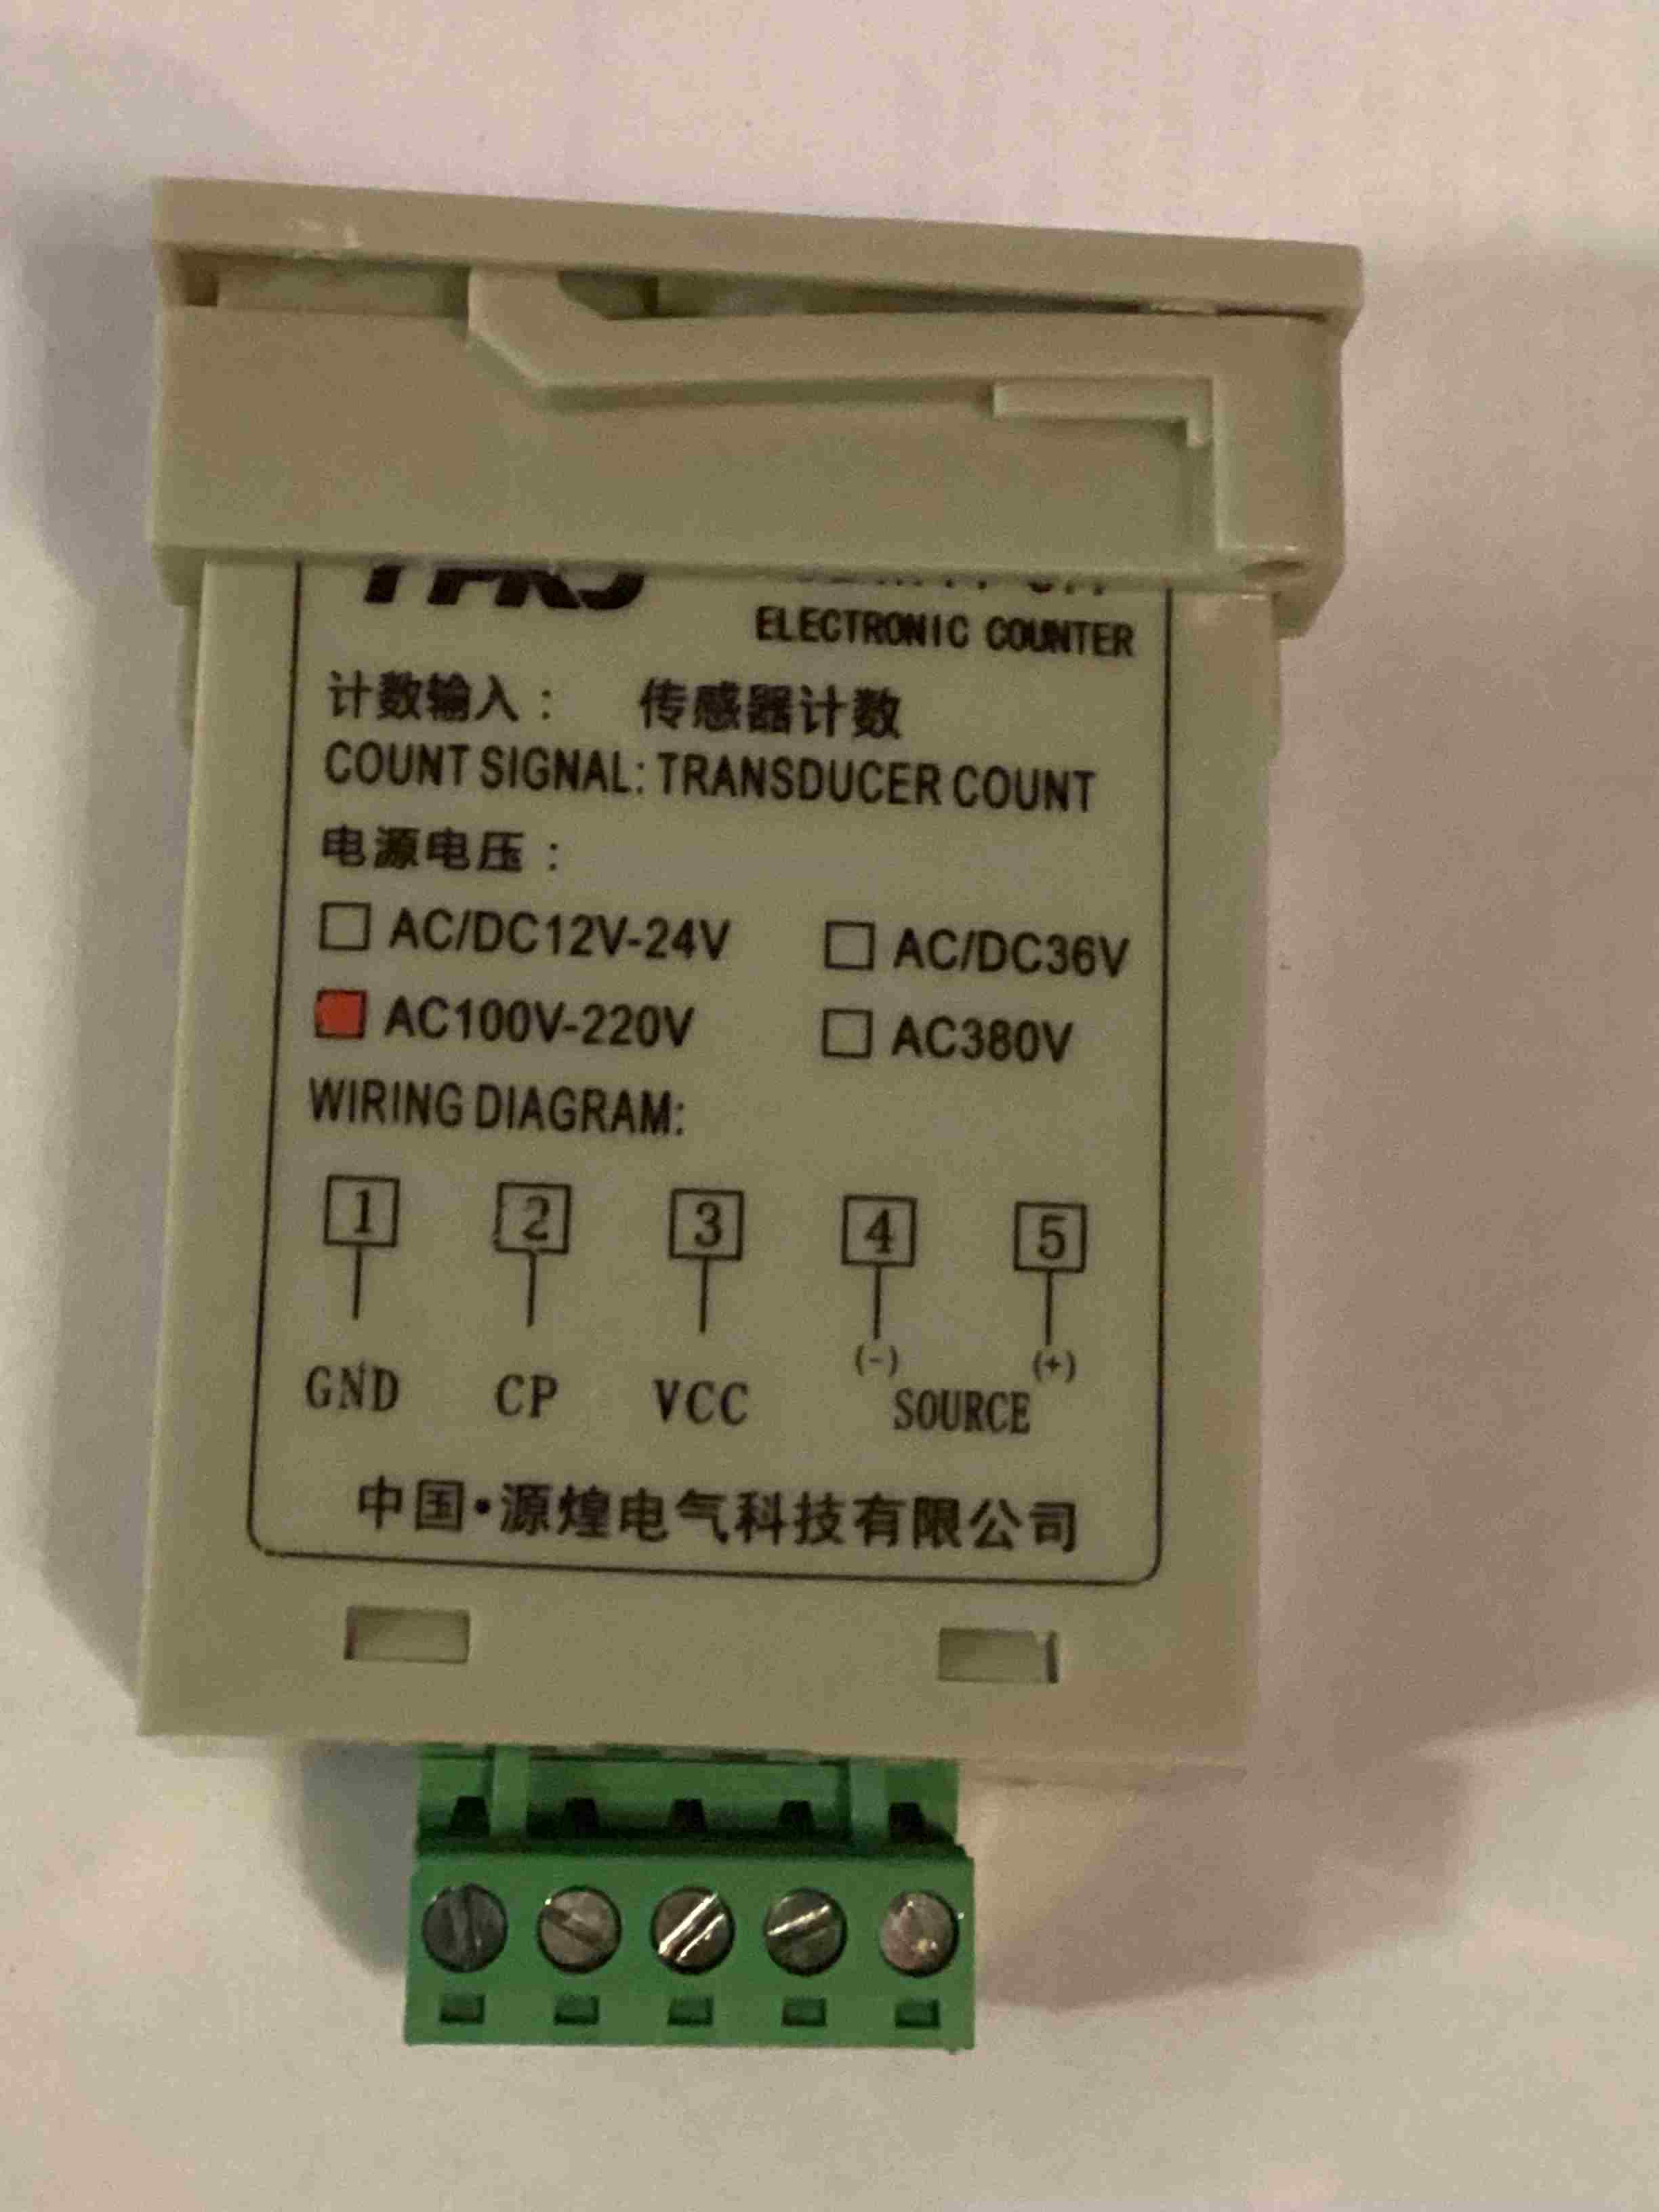 ELECTRONIC COUNTER
计数输入： 传感器计数
COUNT SIGNAL: TRANSDUCER COUNT
电源电压：
AC/DC12V-24V AC/DC36V
AC100V-220V AC380V
WIRING DIAGRAM:
1 2 3 4 5
(-) (+)
GND CP VCC SOURCE
中国·源煌电气科技有限公司